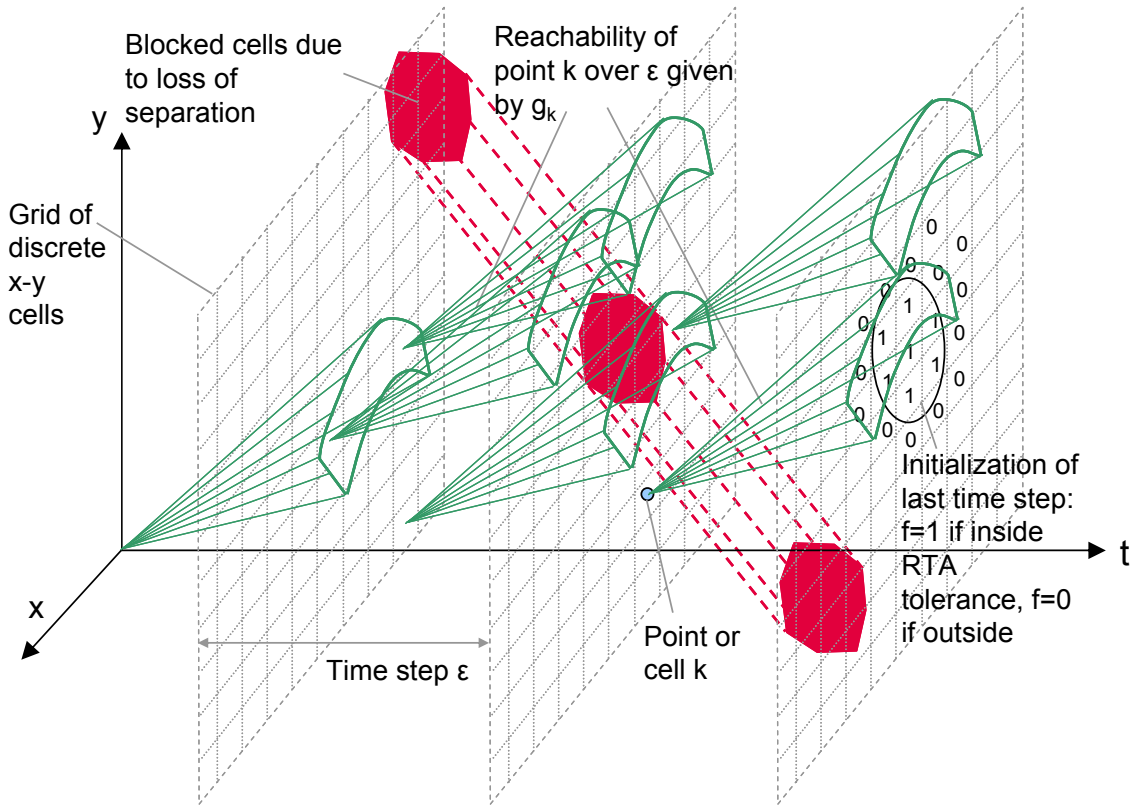 Blocked cells due
to loss of
separation
Reachability of
point k over ε given
by gk
y
Grid of
discrete
x-y
cells
0
0
0 0
0 1 0
0 1 1 0
1 1 1
0 1 1 0
0 1 0
0 0 0
Initialization of
last time step:
f=1 if inside
RTA
tolerance, f=0
if outside
t
x
Time step ε
Point or
cell k